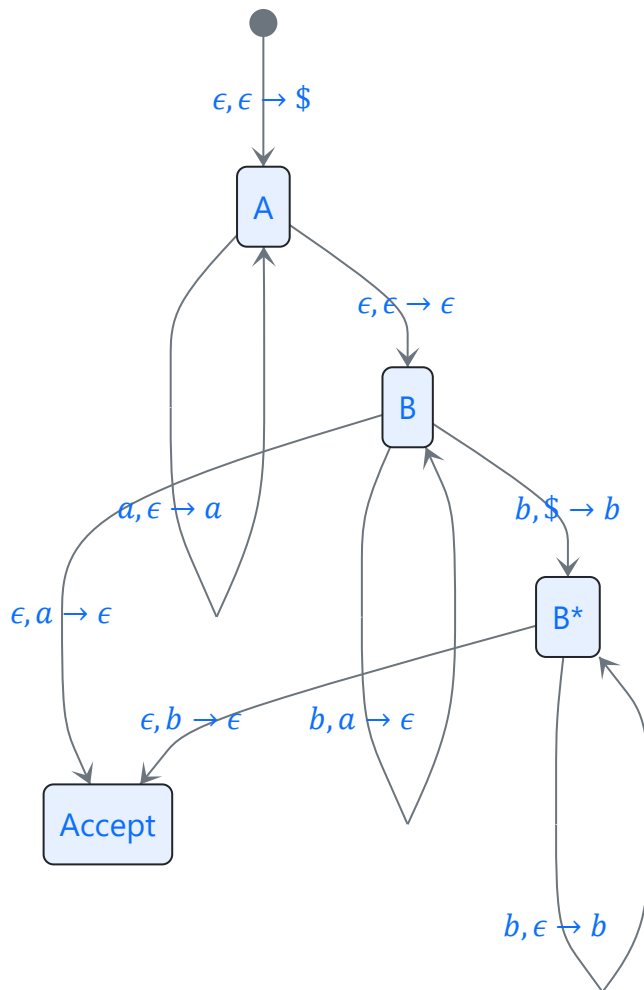 ϵ, ϵ → $
A
ϵ, ϵ → ϵ
B
a, ϵ → a
b, $ → b
ϵ, a → ϵ
B*
ϵ, b → ϵ
b, a → ϵ
Accept
b, ϵ → b